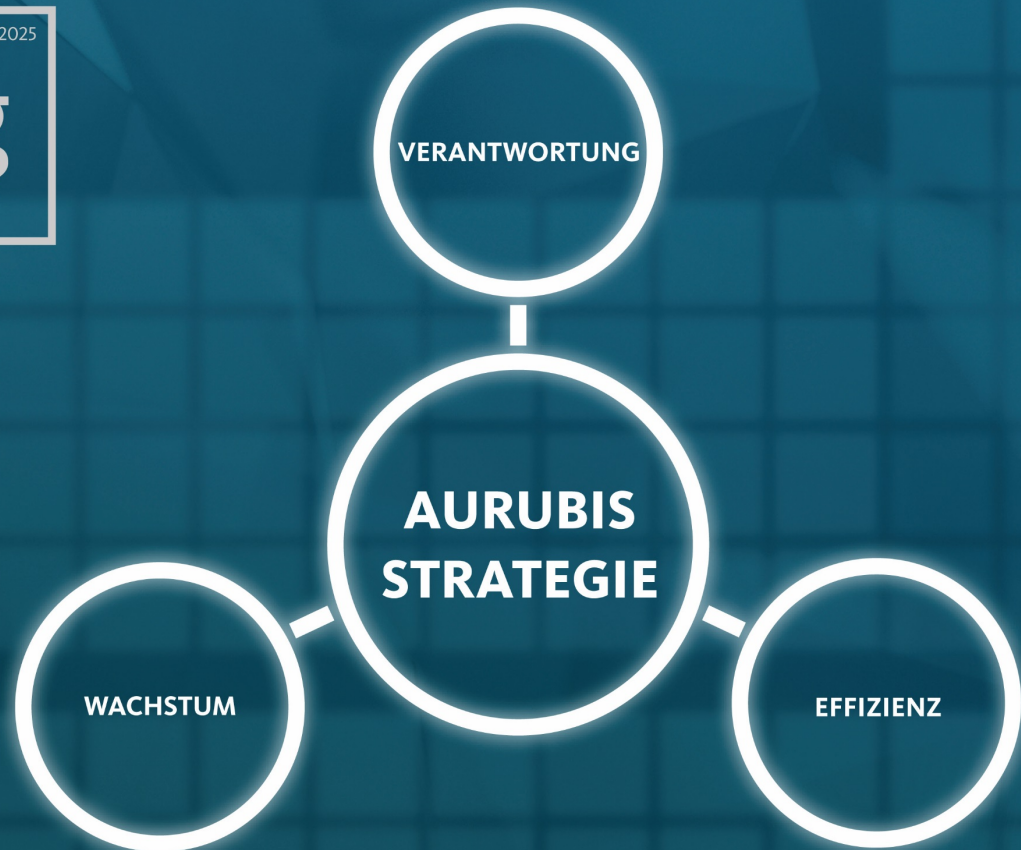 2025
g
VERANTWORTUNG
AURUBIS
STRATEGIE
WACHSTUM
EFFIZIENZ